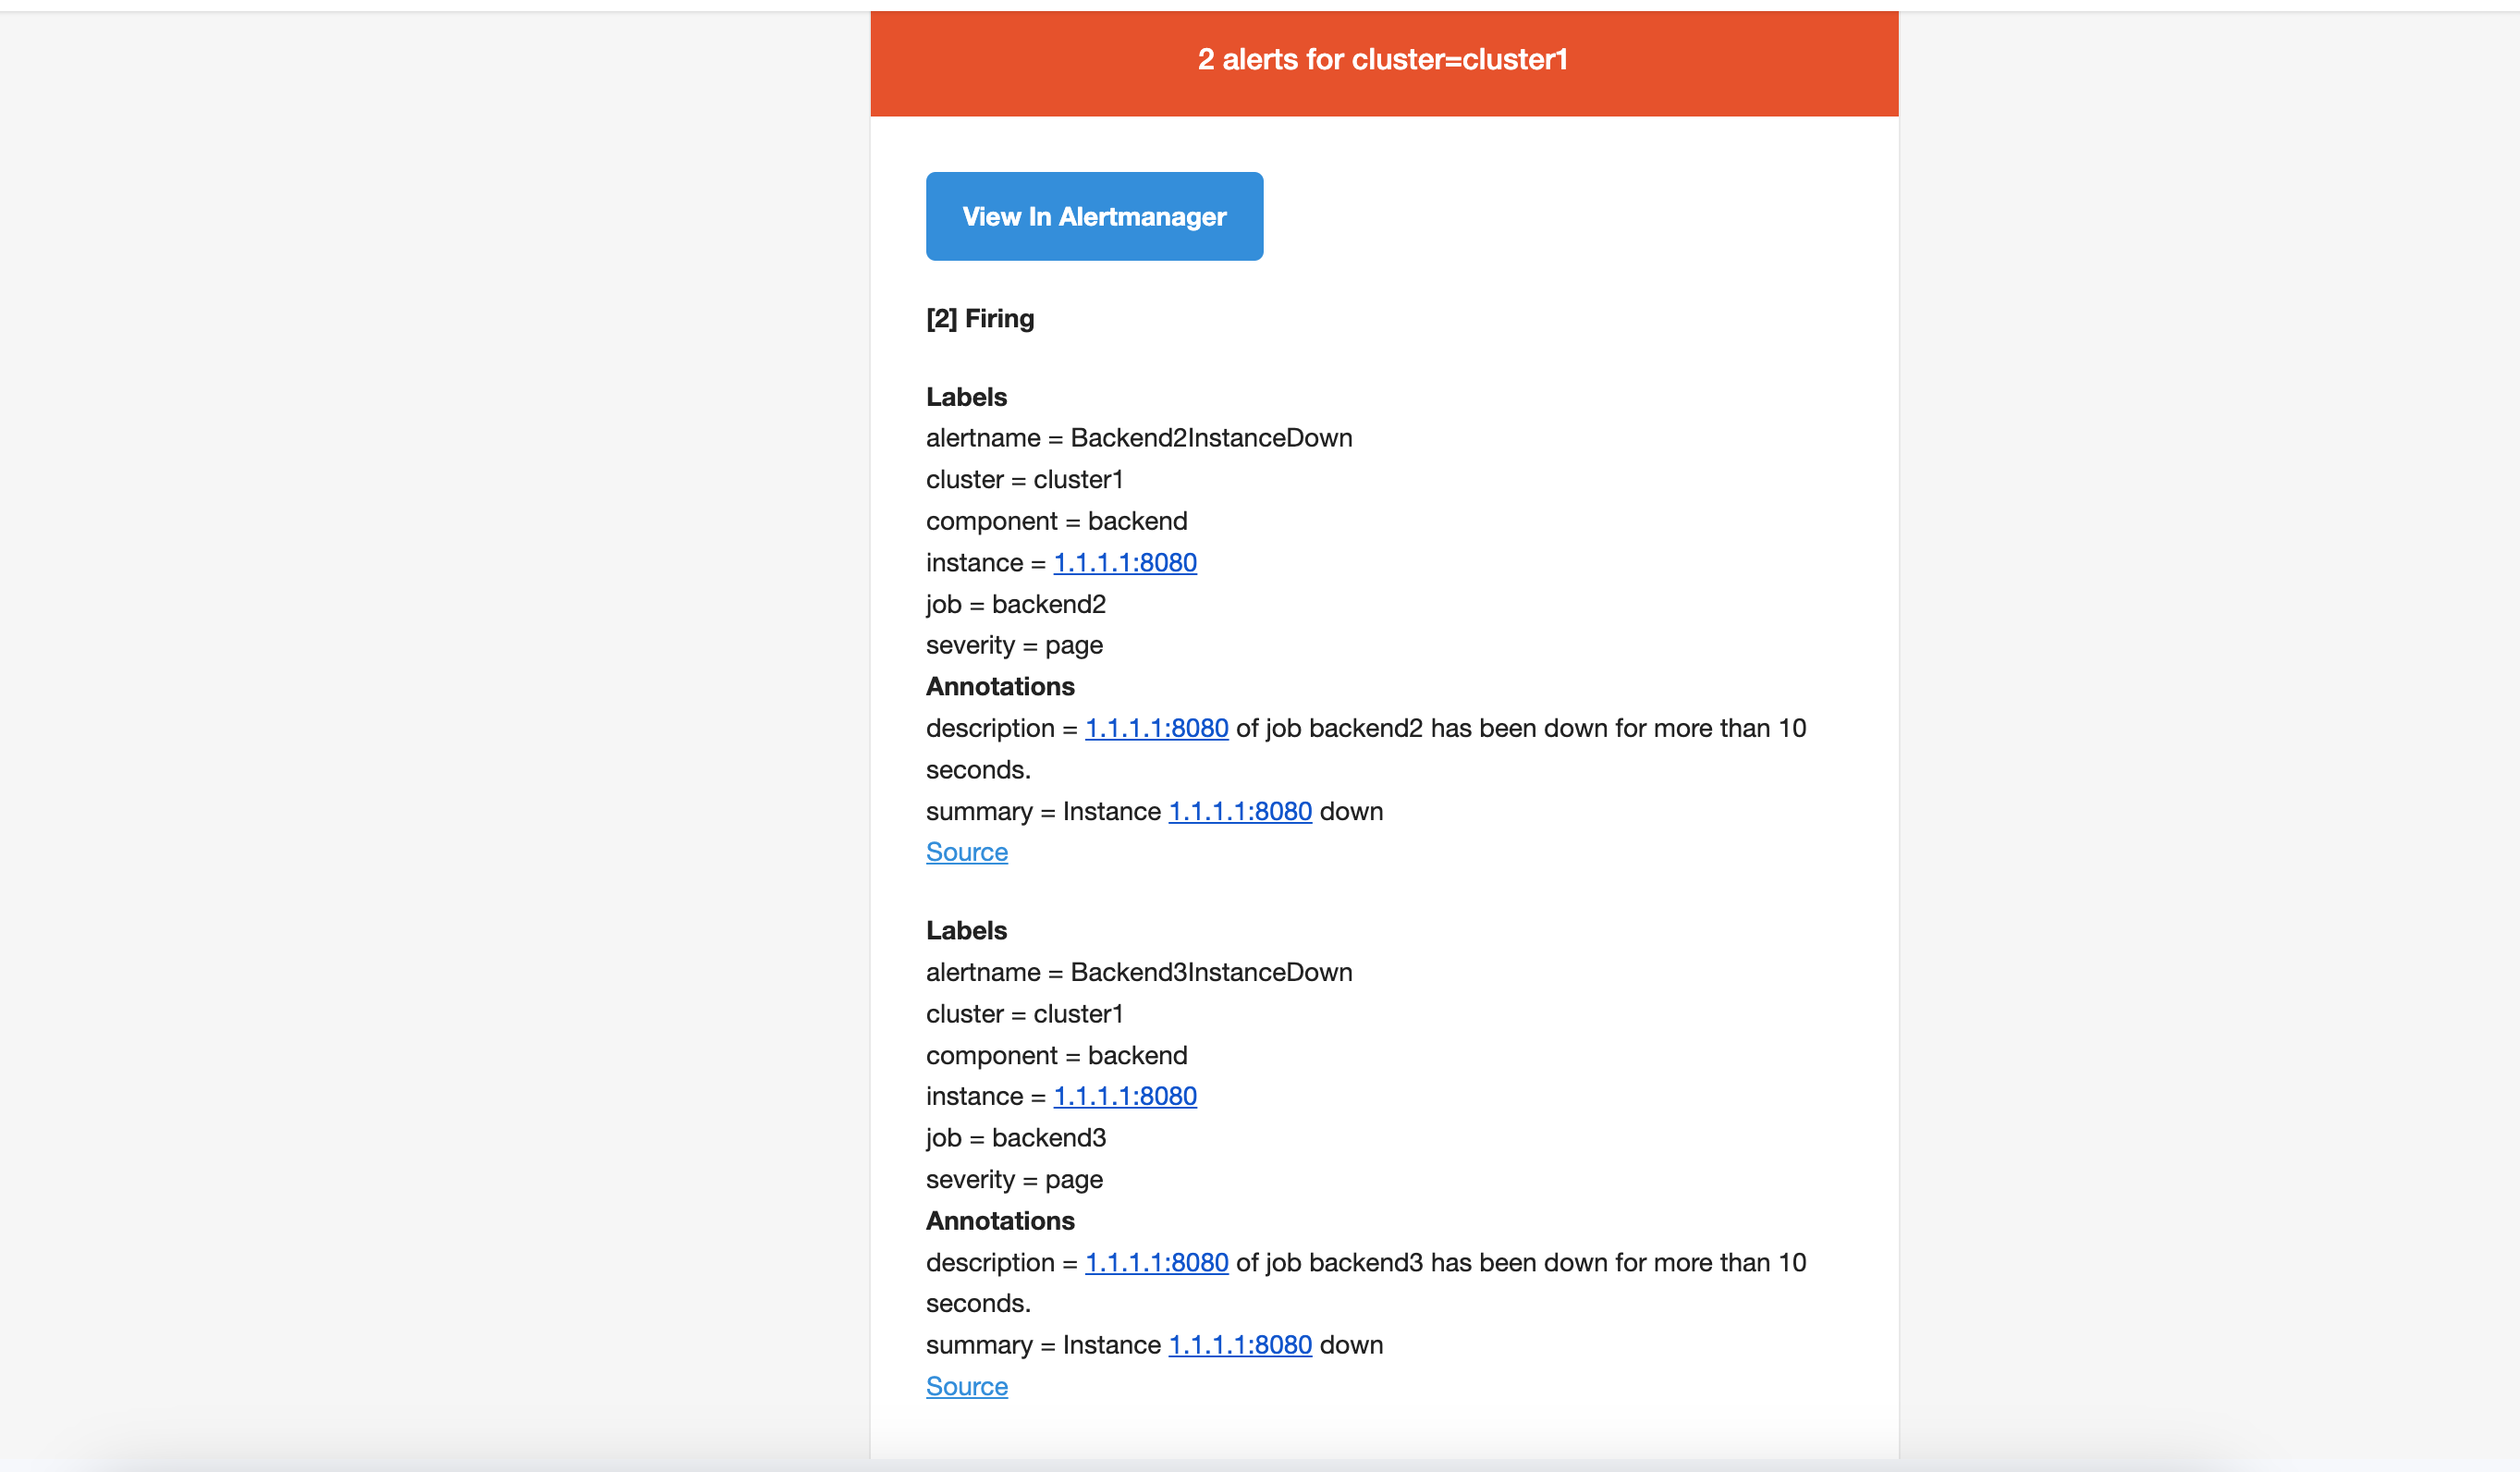 2 alerts for cluster=cluster1
View In Alertmanager
[2] Firing
Labels
alertname = Backend2InstanceDown
cluster = cluster1
component = backend
instance = 1.1.1.1:8080
job = backend2
severity = page
Annotations
description = 1.1.1.1:8080 of job backend2 has been down for more than 10
seconds.
summary = Instance 1.1.1.1:8080 down
Source
Labels
alertname = Backend3InstanceDown
cluster = cluster1
component = backend
instance = 1.1.1.1:8080
job = backend3
severity = page
Annotations
description = 1.1.1.1:8080 of job backend3 has been down for more than 10
seconds.
summary = Instance 1.1.1.1:8080 down
Source